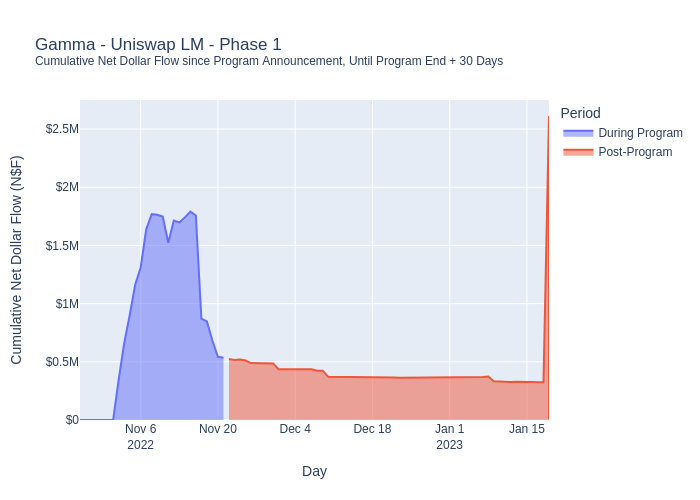 Gamma - Uniswap LM - Phase 1
Cumulative Net Dollar Flow since Program Announcement, Until Program End + 30 Days
Period
During Program
Post-Program
Cumulative Net Dollar Flow (N$F)
$2.5M
$2M
$1.5M
$1M
$0.5M
$0
Nov 6
2022
Nov 20
Dec 4
Dec 18
Jan 1
2023
Jan 15
Day